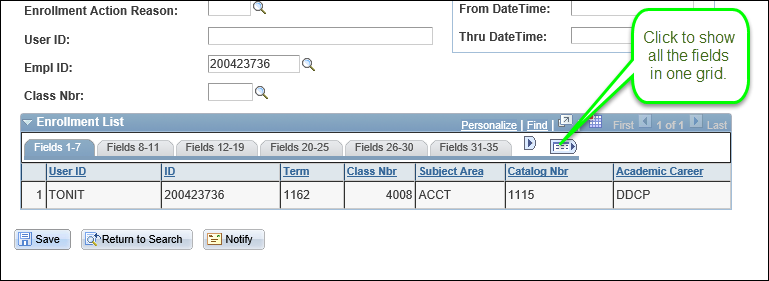 Enrollment Action Reason:
From DateTime:
User ID:
Thru DateTime:
Empl ID: 200423736
Class Nbr:
Click to show
all the fields
in one grid.
Enrollment List
Personalize | Find | First 1 of 1 Last
Fields 1-7 Fields 8-11 Fields 12-19 Fields 20-25 Fields 26-30 Fields 31-35
User ID ID Term Class Nbr Subject Area Catalog Nbr Academic Career
1 TONIT 200423736 1162 4008 ACCT 1115 DDCP
Save Return to Search Notify